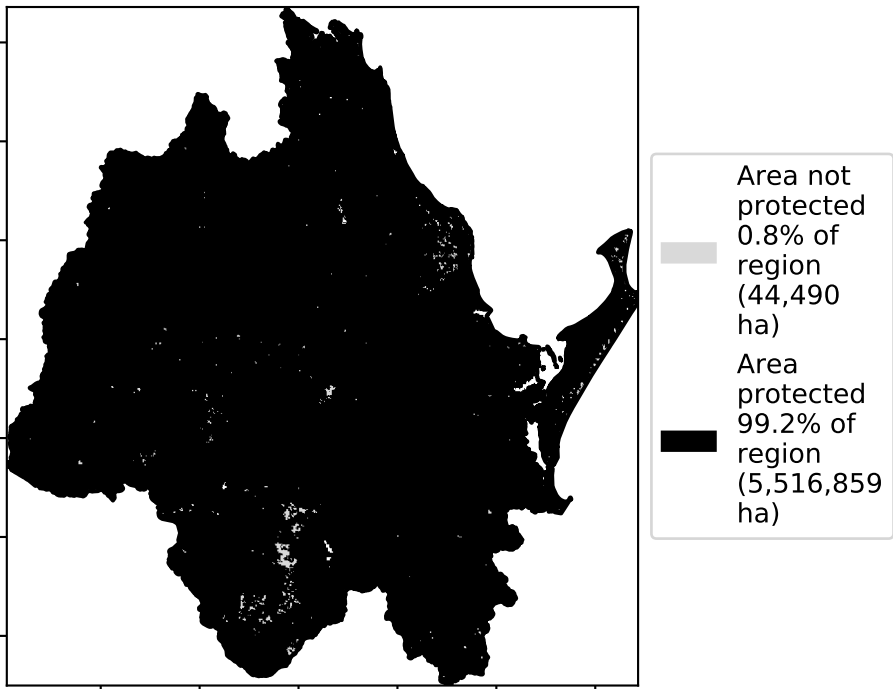 Area not
protected
0.8% of
region
(44,490
ha)
Area
protected
99.2% of
region
(5,516,859
ha)